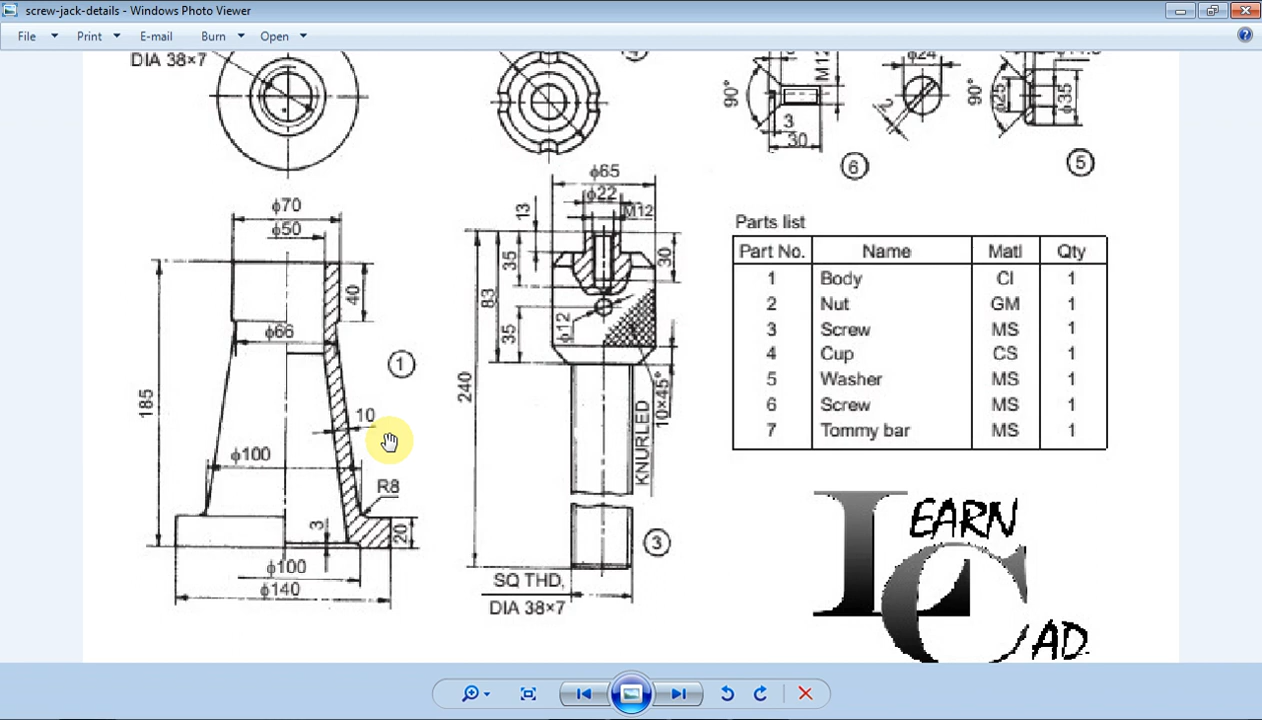 screw-jack-details - Windows Photo Viewer
File Print E-mail Burn Open
DIA 38×7
90°
3
30
M12
6
ϕ24
2
90°
ϕ25
ϕ35
5
ϕ70
ϕ50
40
ϕ66
1
185
10
ϕ100
R8
3
20
ϕ100
ϕ140
ϕ65
ϕ22
M12
13
35
30
83
ϕ12
35
240
KNURLED
10×45°
3
SQ THD,
DIA 38×7
Parts list
Part No. Name Matl Qty
1 Body CI 1
2 Nut GM 1
3 Screw MS 1
4 Cup CS 1
5 Washer MS 1
6 Screw MS 1
7 Tommy bar MS 1
LEARN
CAD